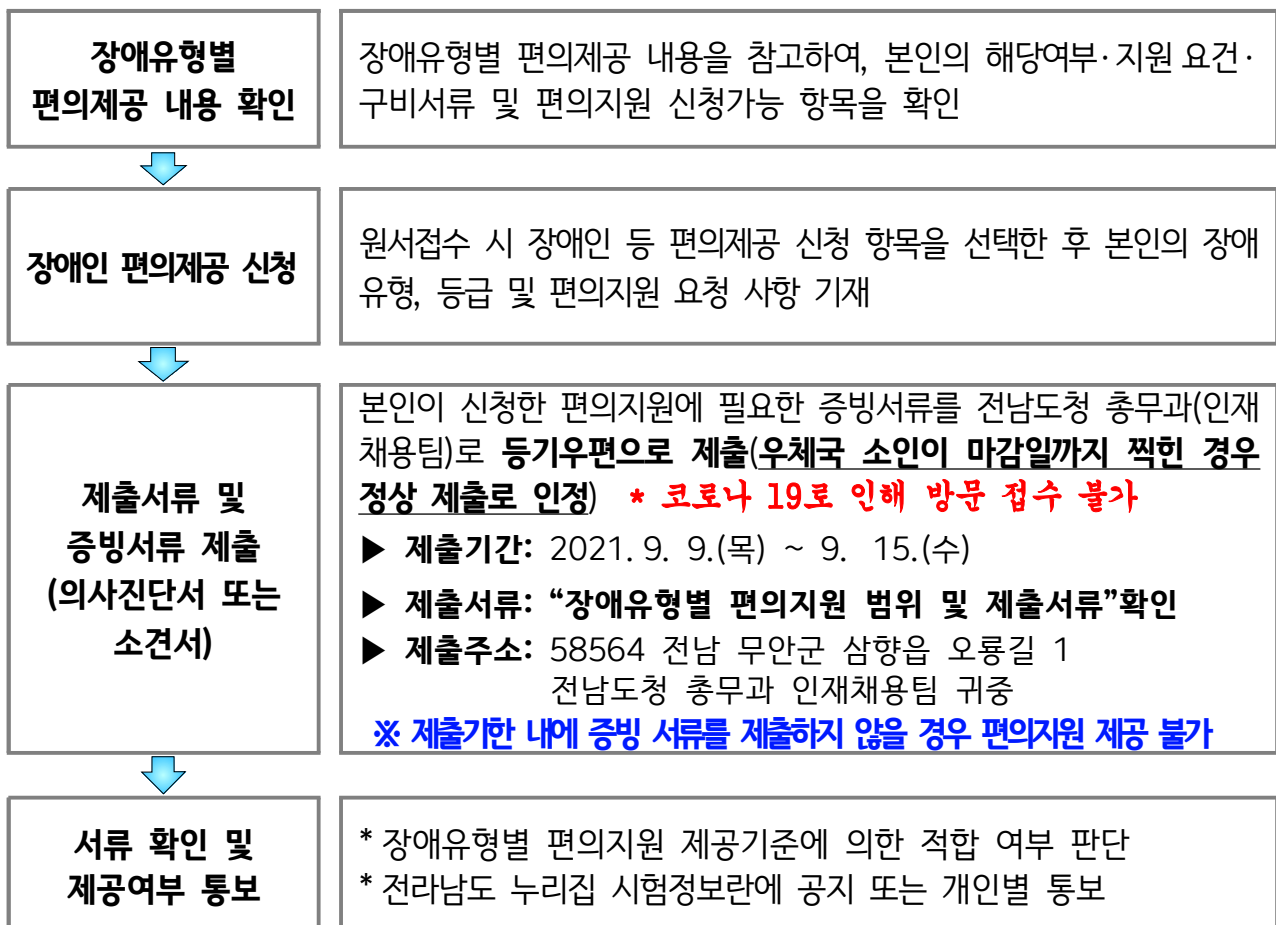 장애유형별
편의제공 내용 확인
장애유형별 편의제공 내용을 참고하여, 본인의 해당여부·지원 요건·
구비서류 및 편의지원 신청가능 항목을 확인
장애인 편의제공 신청
원서접수 시 장애인 등 편의제공 신청 항목을 선택한 후 본인의 장애
유형, 등급 및 편의지원 요청 사항 기재
제출서류 및
증빙서류 제출
(의사진단서 또는
소견서)
본인이 신청한 편의지원에 필요한 증빙서류를 전남도청 총무과(인재
채용팀)로 등기우편으로 제출(우체국 소인이 마감일까지 찍힌 경우
정상 제출로 인정) * 코로나 19로 인해 방문 접수 불가
▶ 제출기간: 2021. 9. 9.(목) ~ 9. 15.(수)
▶ 제출서류: “장애유형별 편의지원 범위 및 제출서류”확인
▶ 제출주소: 58564 전남 무안군 삼향읍 오룡길 1
전남도청 총무과 인재채용팀 귀중
※ 제출기한 내에 증빙 서류를 제출하지 않을 경우 편의지원 제공 불가
서류 확인 및
제공여부 통보
* 장애유형별 편의지원 제공기준에 의한 적합 여부 판단
* 전라남도 누리집 시험정보란에 공지 또는 개인별 통보